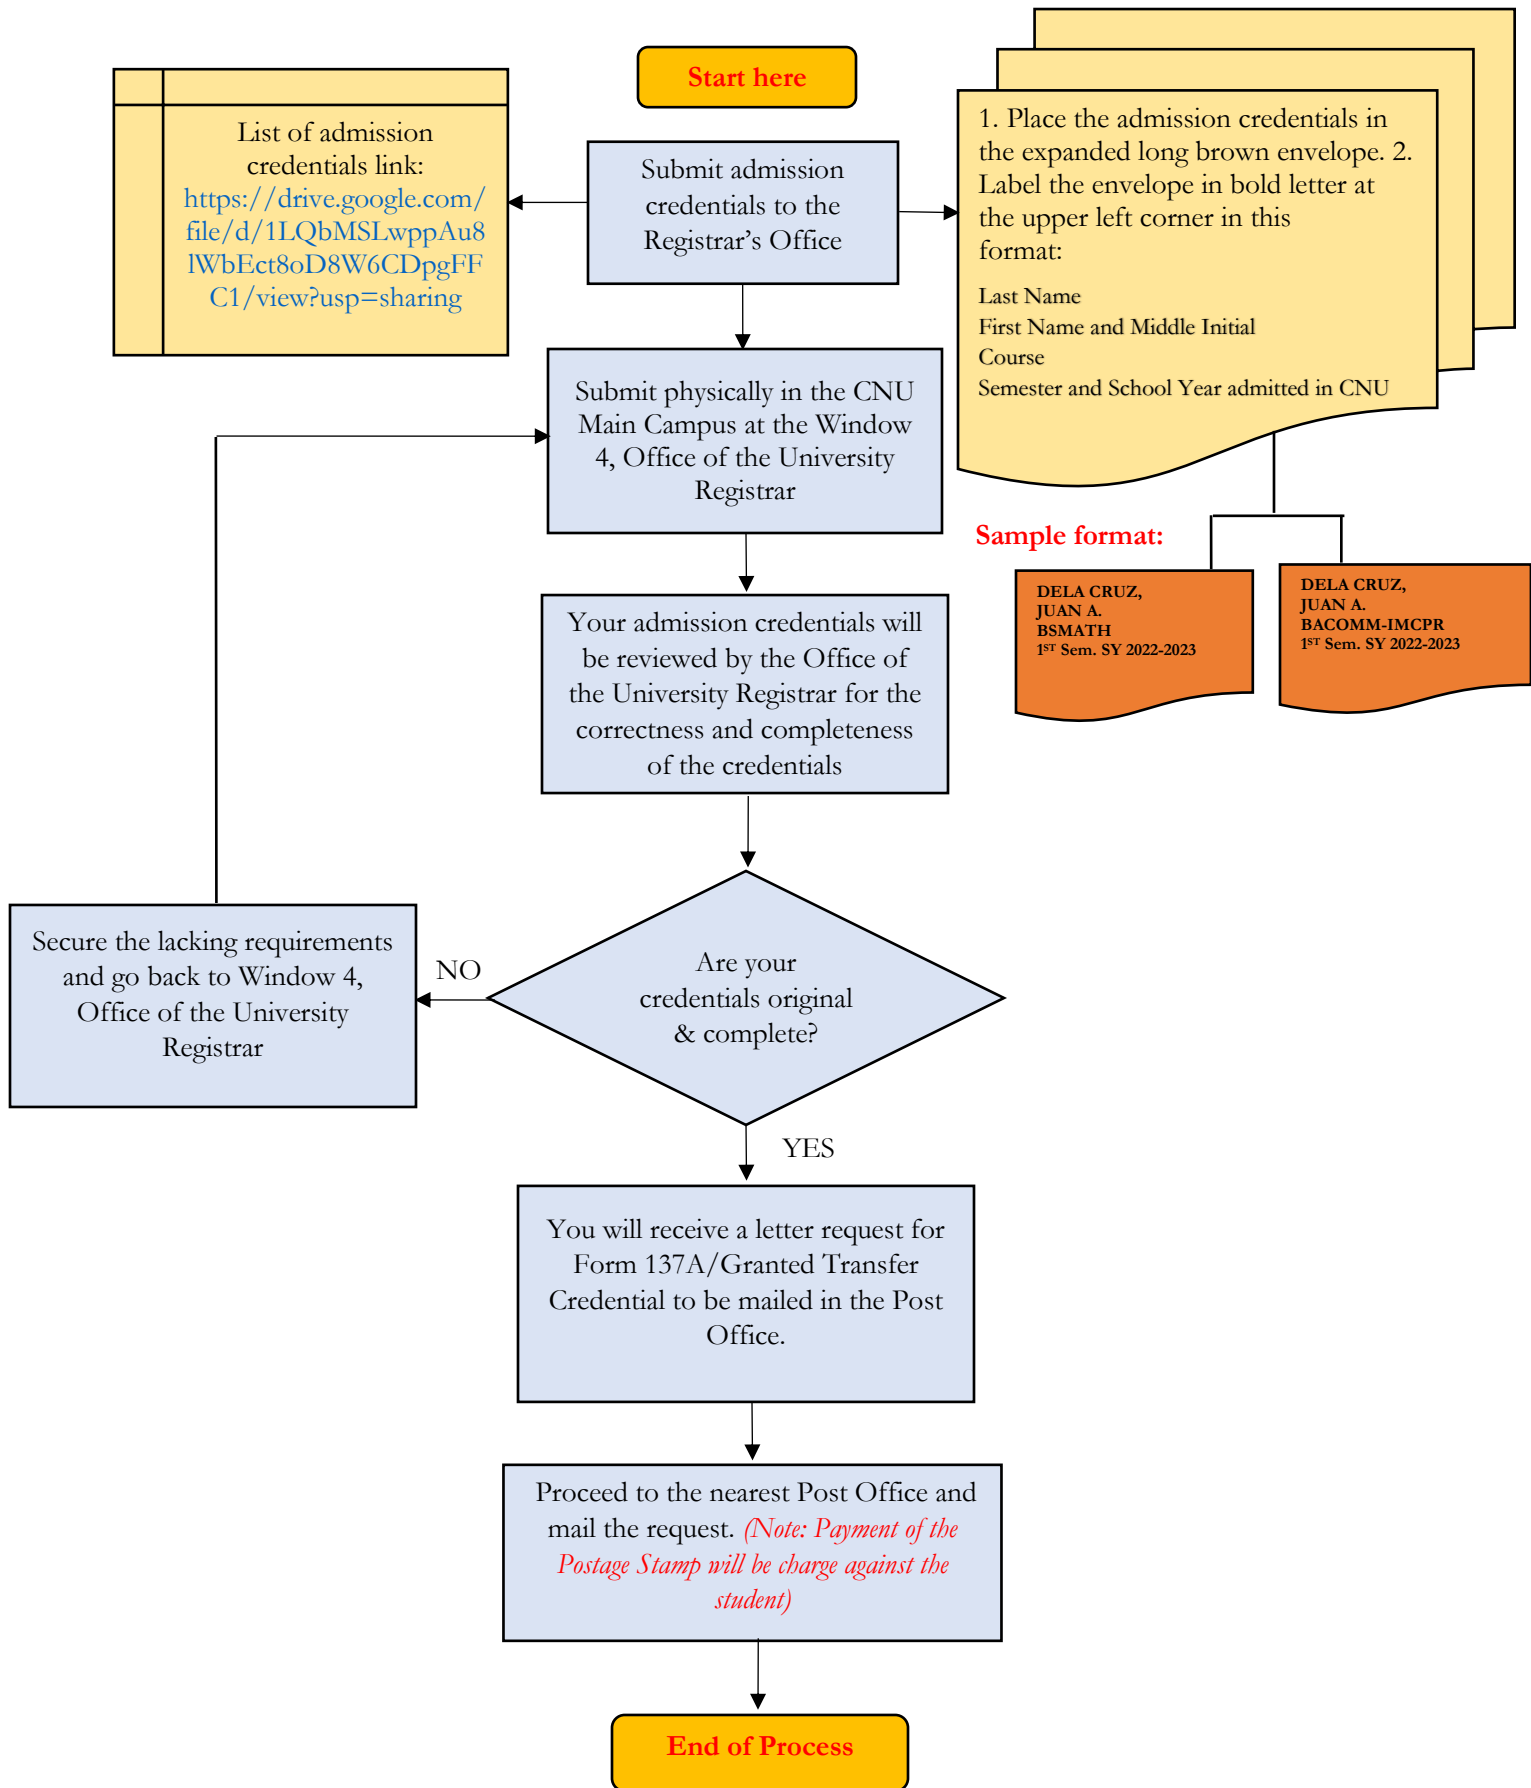 Start here
List of admission
credentials link:
https://drive.google.com/
file/d/1LQbMSLwppAu8
lWbEct8oD8W6CDpgFF
C1/view?usp=sharing
Submit admission
credentials to the
Registrar’s Office
1. Place the admission credentials in
the expanded long brown envelope. 2.
Label the envelope in bold letter at
the upper left corner in this
format:
Last Name
First Name and Middle Initial
Course
Semester and School Year admitted in CNU
Submit physically in the CNU
Main Campus at the Window
4, Office of the University
Registrar
Sample format:
DELA CRUZ,
JUAN A.
BSMATH
1ST Sem. SY 2022-2023
DELA CRUZ,
JUAN A.
BACOMM-IMCPR
1ST Sem. SY 2022-2023
Your admission credentials will
be reviewed by the Office of
the University Registrar for the
correctness and completeness
of the credentials
Secure the lacking requirements
and go back to Window 4,
Office of the University
Registrar
NO
Are your
credentials original
& complete?
YES
You will receive a letter request for
Form 137A/Granted Transfer
Credential to be mailed in the Post
Office.
Proceed to the nearest Post Office and
mail the request. (Note: Payment of the
Postage Stamp will be charge against the
student)
End of Process